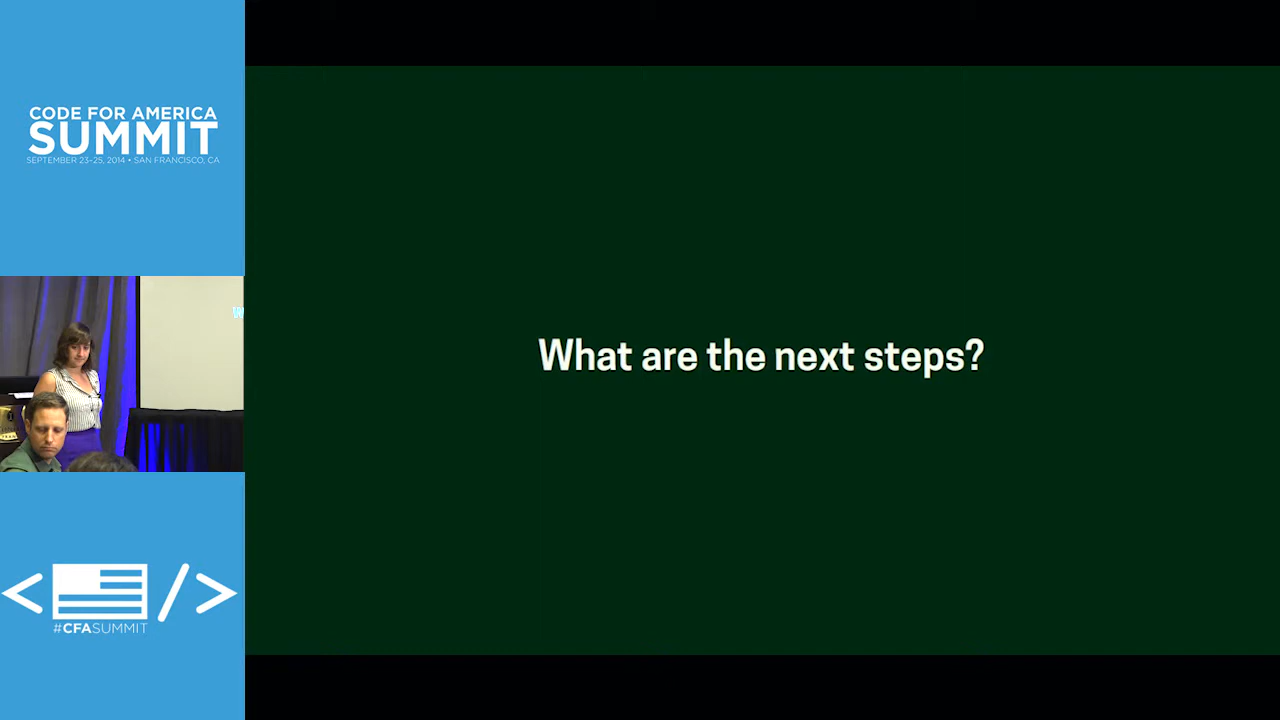 CODE FOR AMERICA
SUMMIT
SEPTEMBER 23-25, 2014 • SAN FRANCISCO, CA
W
What are the next steps?
< />
#CFASUMMIT